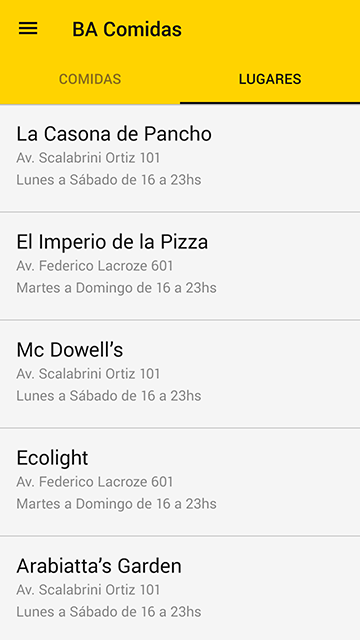 BA Comidas
COMIDAS LUGARES
La Casona de Pancho
Av. Scalabrini Ortiz 101
Lunes a Sábado de 16 a 23hs
El Imperio de la Pizza
Av. Federico Lacroze 601
Martes a Domingo de 16 a 23hs
Mc Dowell’s
Av. Scalabrini Ortiz 101
Lunes a Sábado de 16 a 23hs
Ecolight
Av. Federico Lacroze 601
Martes a Domingo de 16 a 23hs
Arabiatta’s Garden
Av. Scalabrini Ortiz 101
Lunes a Sábado de 16 a 23hs